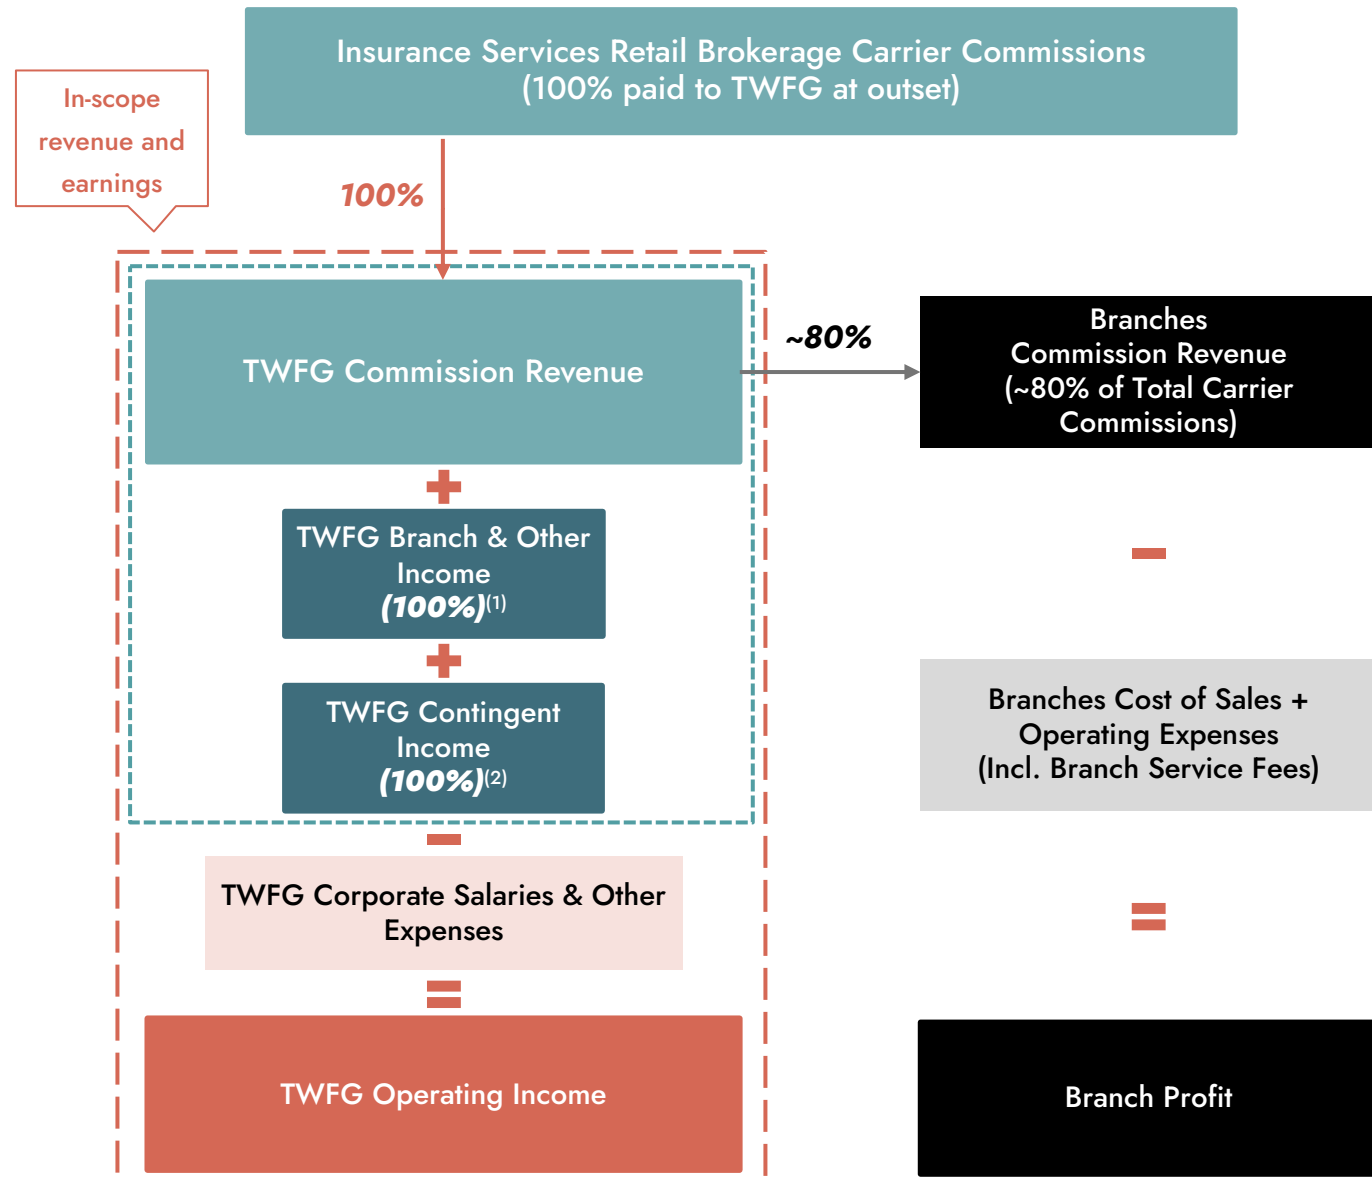 Insurance Services Retail Brokerage Carrier Commissions
(100% paid to TWFG at outset)
In-scope
revenue and
earnings
100%
TWFG Commission Revenue
~80%
Branches
Commission Revenue
(~80% of Total Carrier
Commissions)
+
TWFG Branch & Other
Income
(100%)(1)
+
TWFG Contingent
Income
(100%)(2)
-
TWFG Corporate Salaries & Other
Expenses
=
TWFG Operating Income
-
Branches Cost of Sales +
Operating Expenses
(Incl. Branch Service Fees)
=
Branch Profit